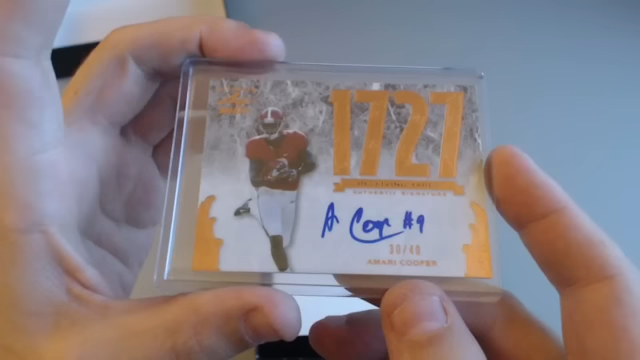 1727
AUTHENTIC SIGNATURE
A Coop #9
30/40
AMARI COOPER